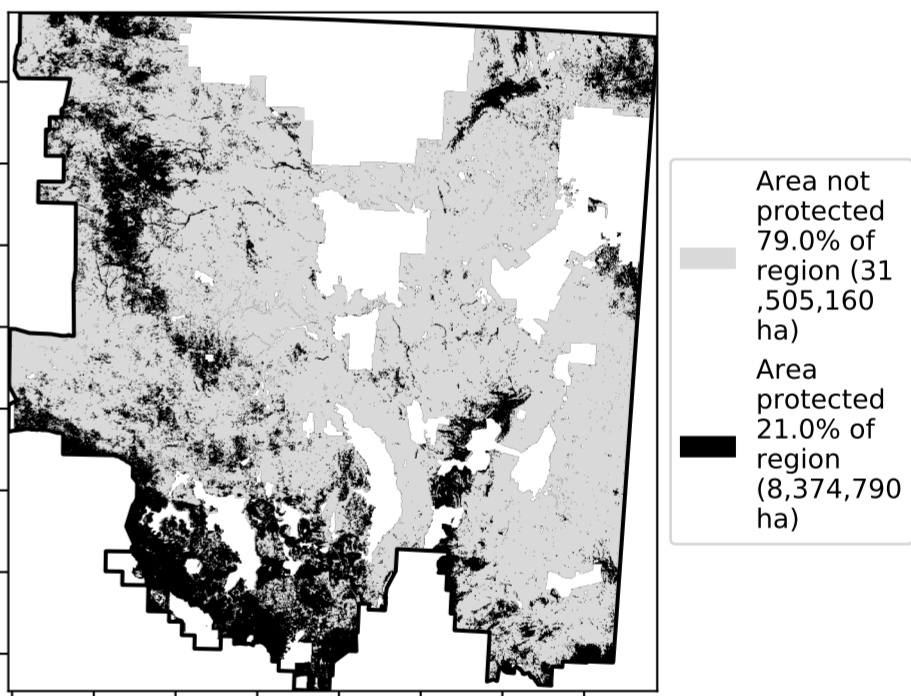 Area not
protected
79.0% of
region (31
,505,160
ha)
Area
protected
21.0% of
region
(8,374,790
ha)